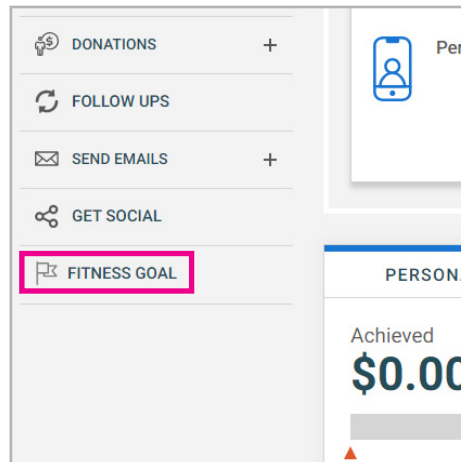 DONATIONS +
FOLLOW UPS
SEND EMAILS +
GET SOCIAL
FITNESS GOAL
Achieved
$0.00